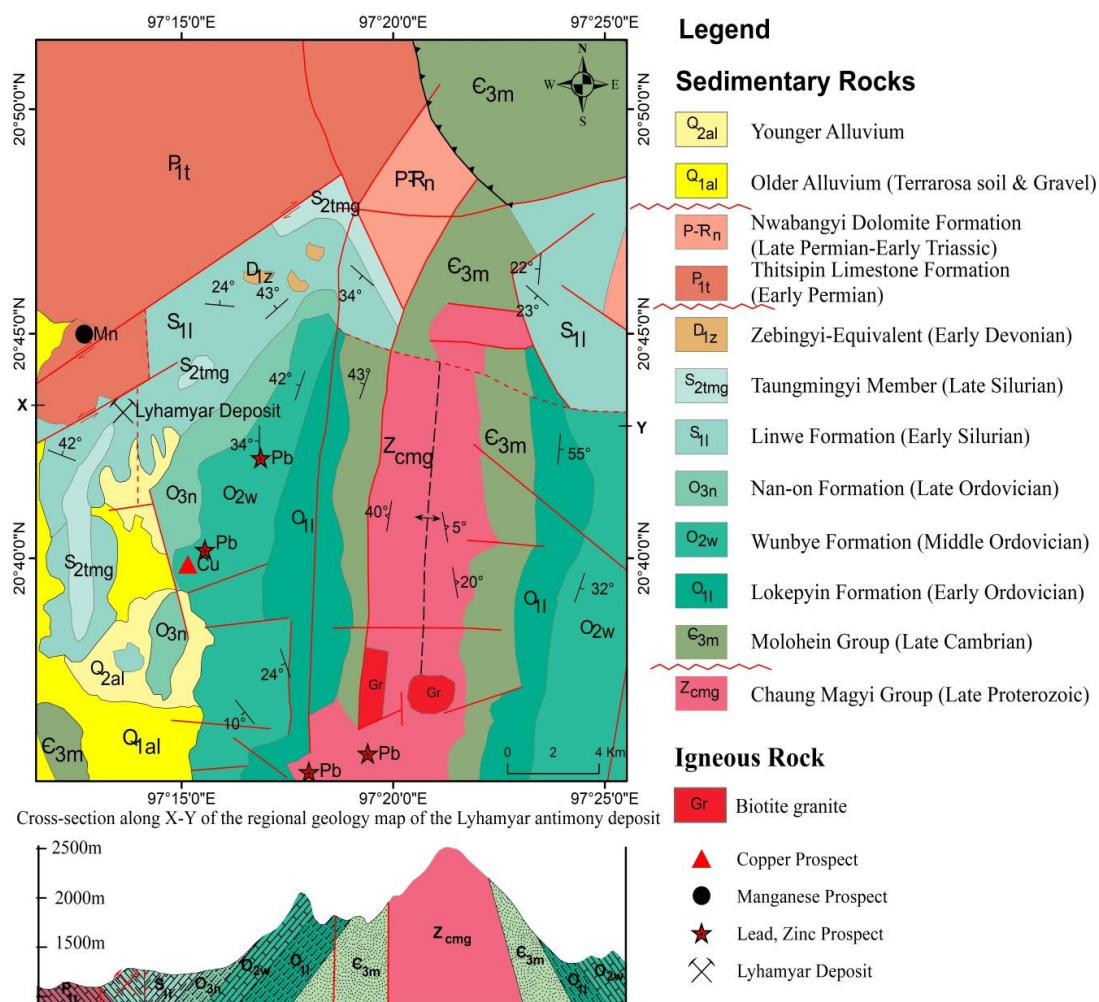 97°15'0"E
97°20'0"E
97°25'0"E
20°50'0"N
20°45'0"N
20°40'0"N
20°50'0"N
20°45'0"N
20°40'0"N
N
W
E
S
Є3m
P1t
P-Rn
S2tmg
Є3m
D1z
24°
43°
34°
22°
23°
S1l
S1l
Mn
S2tmg
X
Lyhamyar Deposit
42°
43°
Y
42°
34°
Pb
Zcmg
Є3m
55°
O3n
O2w
O1l
40°
5°
Pb
Cu
S2tmg
20°
O1l
32°
O2w
O3n
Q2al
24°
Gr
Gr
10°
Q1al
Є3m
Pb
Pb
0 2 4 Km
97°15'0"E
97°20'0"E
97°25'0"E
Cross-section along X-Y of the regional geology map of the Lyhamyar antimony deposit
2500m
2000m
1500m
1000m
P1t
S1l
O3n
O2w
O1l
Є3m
Zcmg
Є3m
O1l
O2w
Legend
Sedimentary Rocks
Q2al Younger Alluvium
Q1al Older Alluvium (Terrarosa soil & Gravel)
P-Rn Nwabangyi Dolomite Formation
(Late Permian-Early Triassic)
P1t Thitsipin Limestone Formation
(Early Permian)
D1z Zebingyi-Equivalent (Early Devonian)
S2tmg Taungmingyi Member (Late Silurian)
S1l Linwe Formation (Early Silurian)
O3n Nan-on Formation (Late Ordovician)
O2w Wunbye Formation (Middle Ordovician)
O1l Lokepyin Formation (Early Ordovician)
Є3m Molohein Group (Late Cambrian)
Zcmg Chaung Magyi Group (Late Proterozoic)
Igneous Rock
Gr Biotite granite
Copper Prospect
Manganese Prospect
Lead, Zinc Prospect
Lyhamyar Deposit